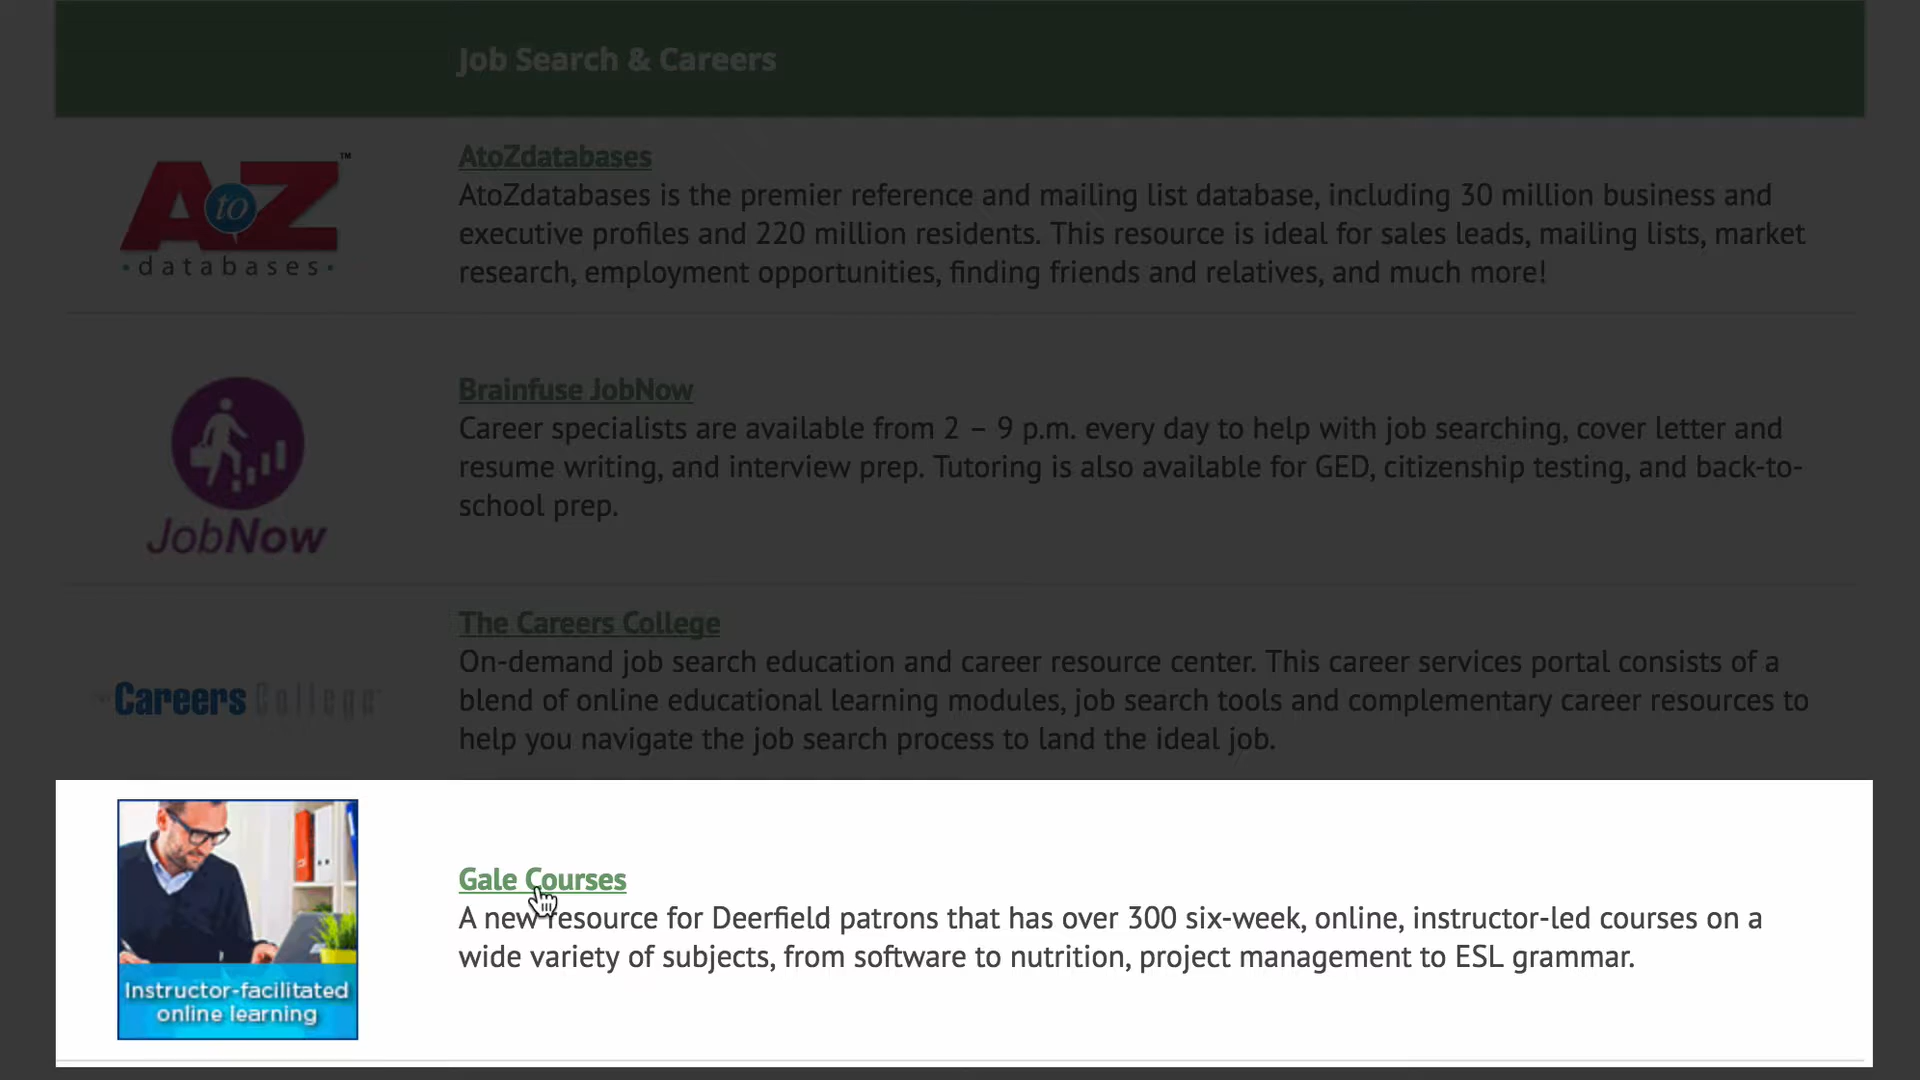 Job Search & Careers
AtoZ™
•databases•
AtoZdatabases
AtoZdatabases is the premier reference and mailing list database, including 30 million business and
executive profiles and 220 million residents. This resource is ideal for sales leads, mailing lists, market
research, employment opportunities, finding friends and relatives, and much more!
JobNow
Brainfuse JobNow
Career specialists are available from 2 – 9 p.m. every day to help with job searching, cover letter and
resume writing, and interview prep. Tutoring is also available for GED, citizenship testing, and back-to-
school prep.
Careers College
The Careers College
On-demand job search education and career resource center. This career services portal consists of a
blend of online educational learning modules, job search tools and complementary career resources to
help you navigate the job search process to land the ideal job.
Instructor-facilitated
online learning
Gale Courses
A new resource for Deerfield patrons that has over 300 six-week, online, instructor-led courses on a
wide variety of subjects, from software to nutrition, project management to ESL grammar.